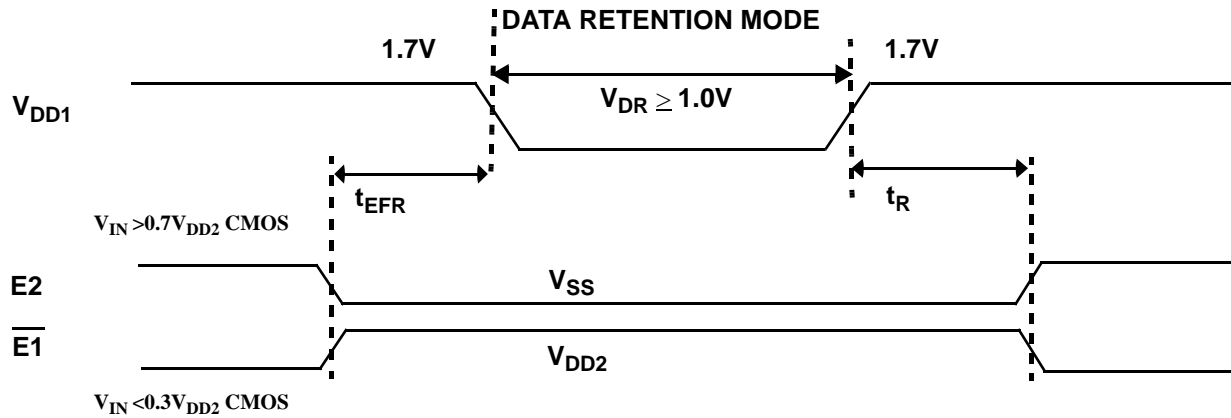 DATA RETENTION MODE
1.7V 1.7V
VDD1
VDR ≥ 1.0V
tEFR
tR
VIN >0.7VDD2 CMOS
E2
VSS
E1
VDD2
VIN <0.3VDD2 CMOS